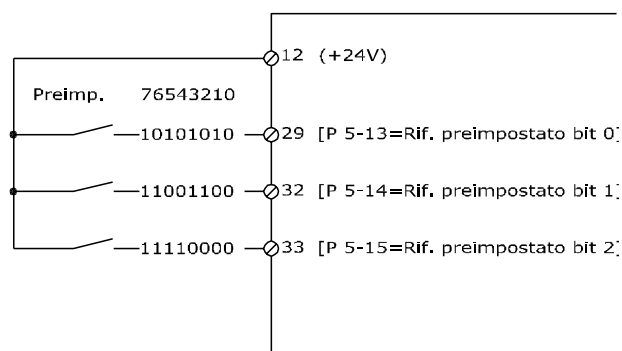 12 (+24V)
Preimp. 76543210
10101010 29 [P 5-13=Rif. preimpostato bit 0]
11001100 32 [P 5-14=Rif. preimpostato bit 1]
11110000 33 [P 5-15=Rif. preimpostato bit 2]